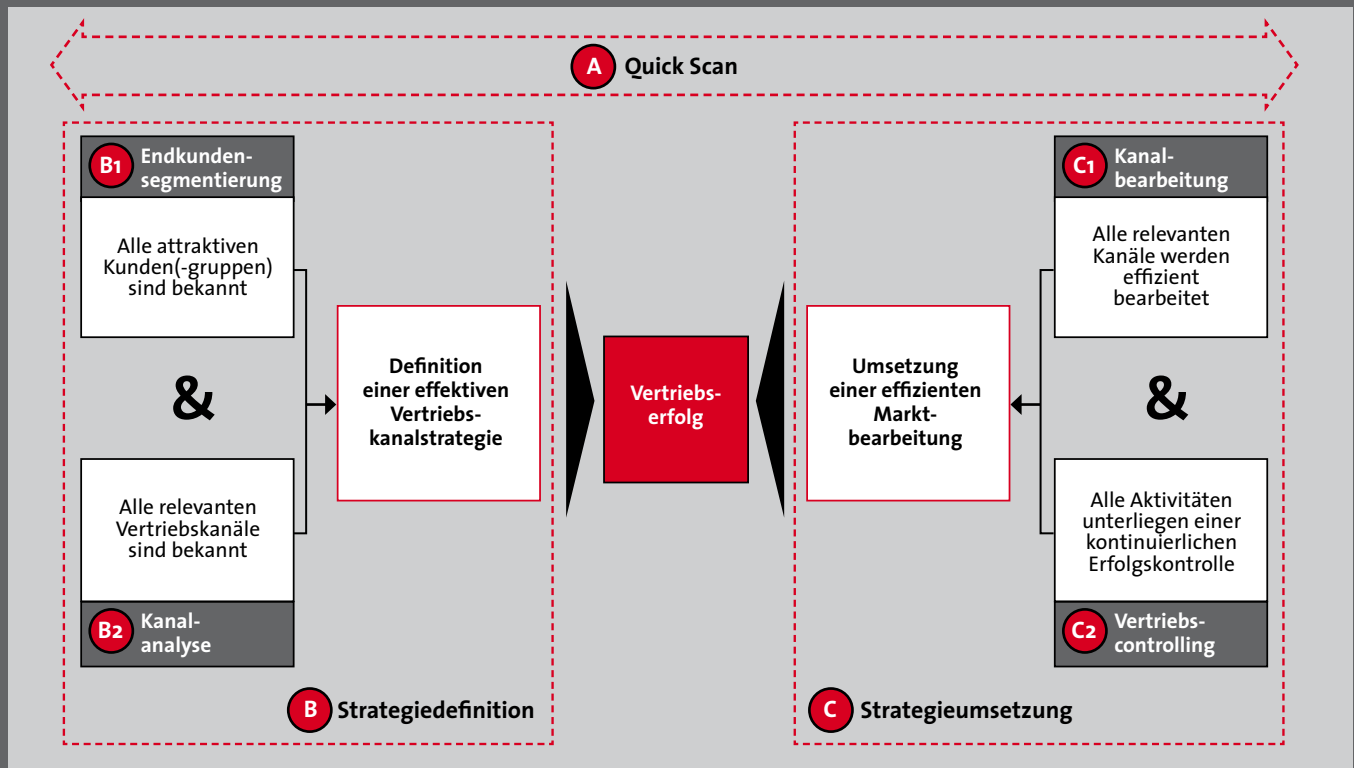 A Quick Scan
B1 Endkunden-
segmentierung
Alle attraktiven
Kunden(-gruppen)
sind bekannt
&
Alle relevanten
Vertriebskanäle
sind bekannt
B2 Kanal-
analyse
Definition
einer effektiven
Vertriebs-
kanalstrategie
B Strategiedefinition
Vertriebs-
erfolg
Umsetzung
einer effizienten
Markt-
bearbeitung
C1 Kanal-
bearbeitung
Alle relevanten
Kanäle werden
effizient
bearbeitet
&
Alle Aktivitäten
unterliegen einer
kontinuierlichen
Erfolgskontrolle
C2 Vertriebs-
controlling
C Strategieumsetzung